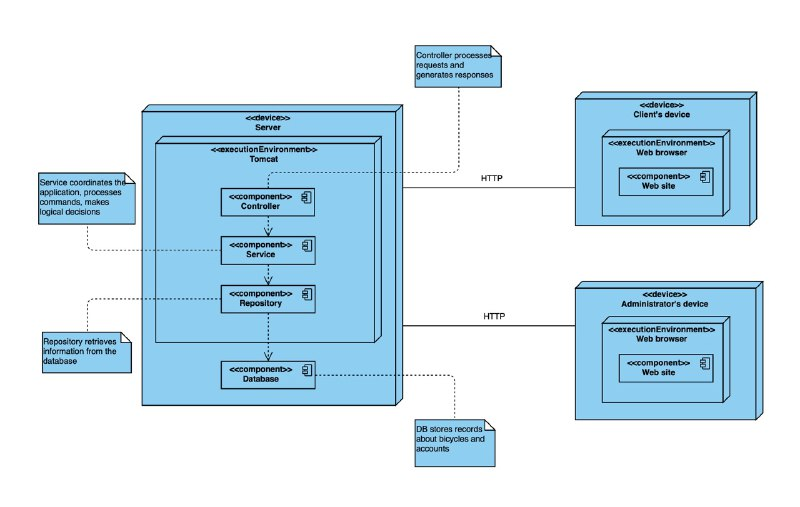 Controller processes
requests and
generates responses
<<device>>
Server
<<executionEnvironment>>
Tomcat
Service coordinates the
application, processes
commands, makes
logical decisions
<<component>>
Controller
<<component>>
Service
<<component>>
Repository
Repository retrieves
information from the
database
<<component>>
Database
DB stores records
about bicycles and
accounts
HTTP
HTTP
<<device>>
Client's device
<<executionEnvironment>>
Web browser
<<component>>
Web site
<<device>>
Administrator's device
<<executionEnvironment>>
Web browser
<<component>>
Web site